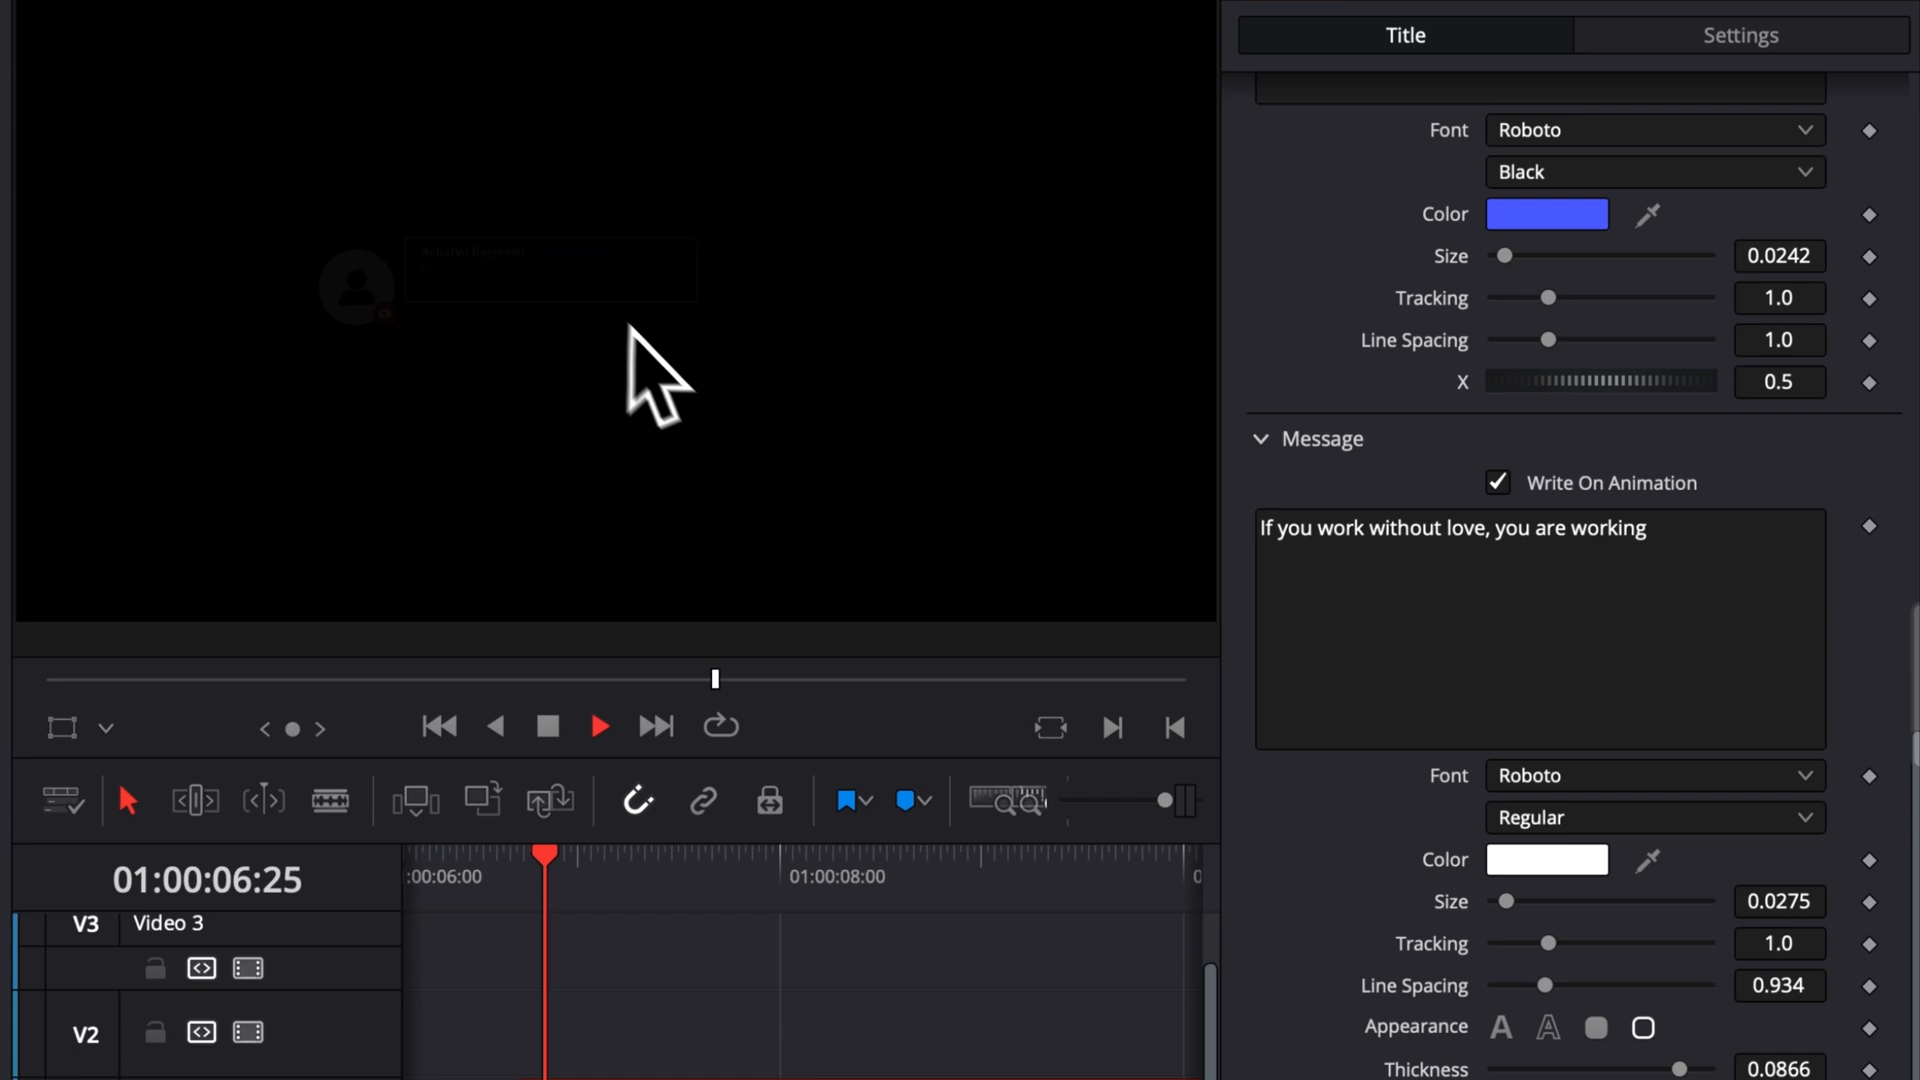 Title
Settings
Font
Roboto
Black
Color
Size
0.0242
Tracking
1.0
Line Spacing
1.0
X
0.5
Message
Write On Animation
If you work without love, you are working
Font
Roboto
Regular
Color
Size
0.0275
Tracking
1.0
Line Spacing
0.934
Appearance
Thickness
0.0866
01:00:06:25
:00:06:00
01:00:08:00
0
V3
Video 3
V2